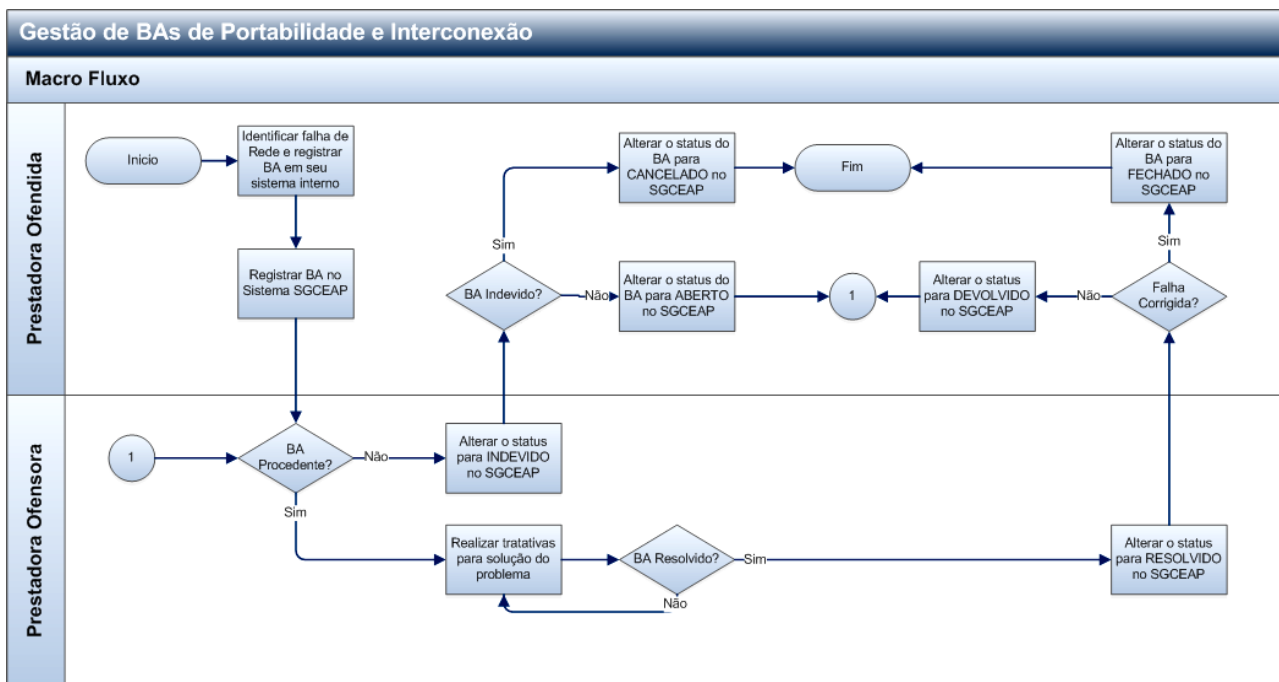 Gestão de BAs de Portabilidade e Interconexão
Macro Fluxo
Prestadora Ofendida
Inicio
Identificar falha de
Rede e registrar
BA em seu
sistema interno
Registrar BA no
Sistema SGCEAP
Alterar o status do
BA para
CANCELADO no
SGCEAP
Fim
Alterar o status do
BA para
FECHADO no
SGCEAP
Sim
Sim
BA Indevido?
Não
Alterar o status do
BA para ABERTO
no SGCEAP
1
Alterar o status
para DEVOLVIDO
no SGCEAP
Não
Falha
Corrigida?
Prestadora Ofensora
1
BA
Procedente?
Não
Alterar o status
para INDEVIDO
no SGCEAP
Sim
Realizar tratativas
para solução do
problema
BA Resolvido?
Sim
Não
Alterar o status
para RESOLVIDO
no SGCEAP